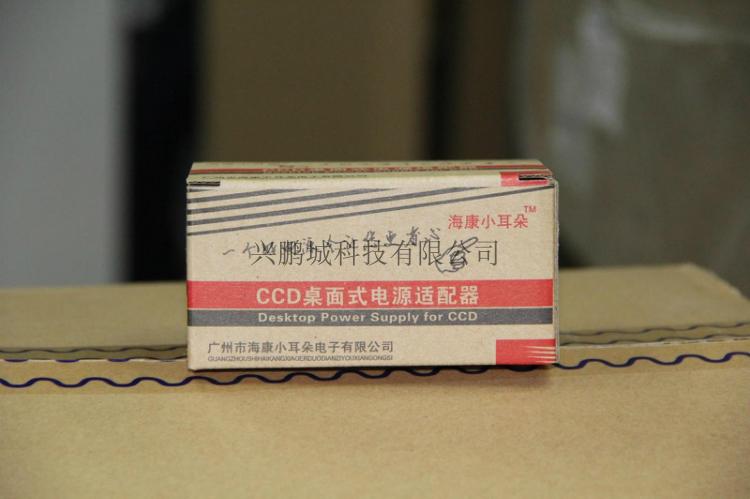 海康小耳朵™
兴鹏城科技有限公司
CCD桌面式电源适配器
Desktop Power Supply for CCD
广州市海康小耳朵电子有限公司
GUANGZHOUSHIHAIKANGXIAOERDUODIANZIYOUXIANGONGSI